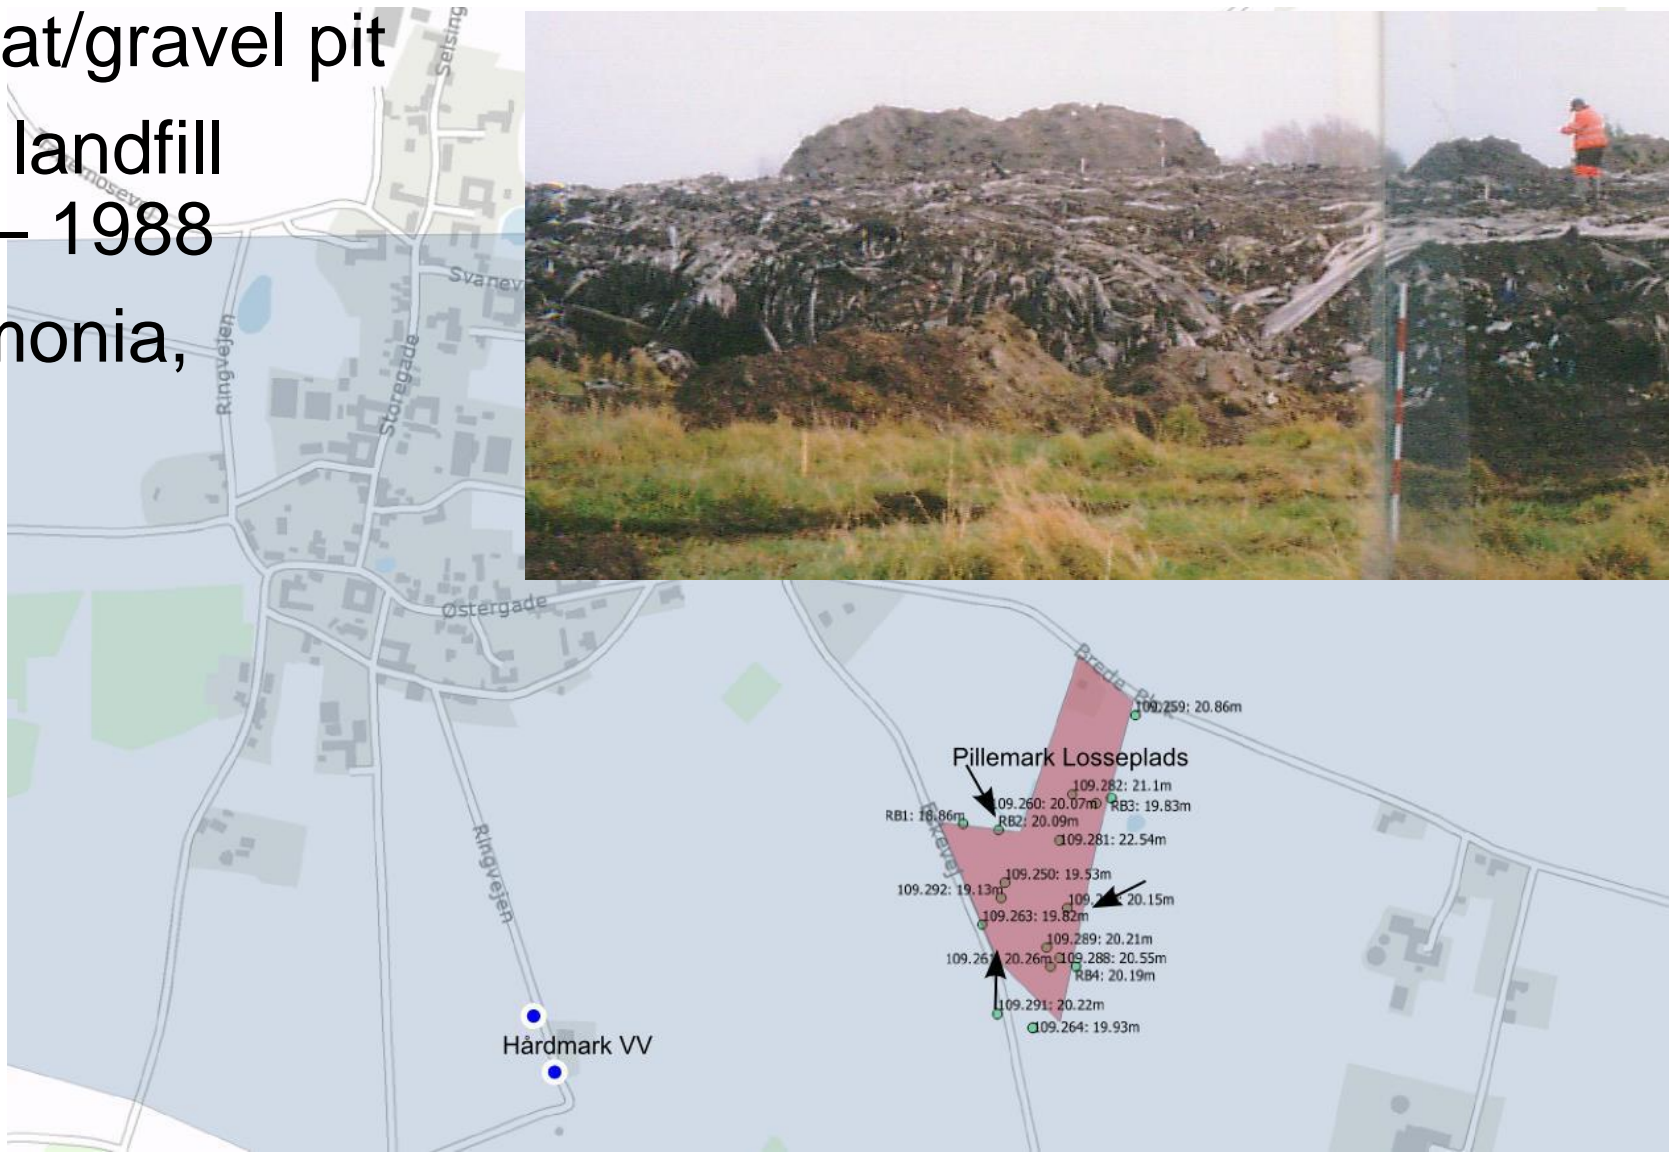 at/gravel pit
landfill
– 1988
monia,
Selsing
Svanev
Ringvejen
Storegade
Østergade
Brede
109.259: 20.86m
Pillemark Losseplads
109.282: 21.1m
109.260: 20.07m
RB3: 19.83m
RB1: 18.86m
RB2: 20.09m
109.281: 22.54m
Ringvejen
109.250: 19.53m
109.292: 19.13m
20.15m
109.263: 19.82m
109.289: 20.21m
20.26m
109.288: 20.55m
RB4: 20.19m
109.291: 20.22m
109.264: 19.93m
Hårdmark VV